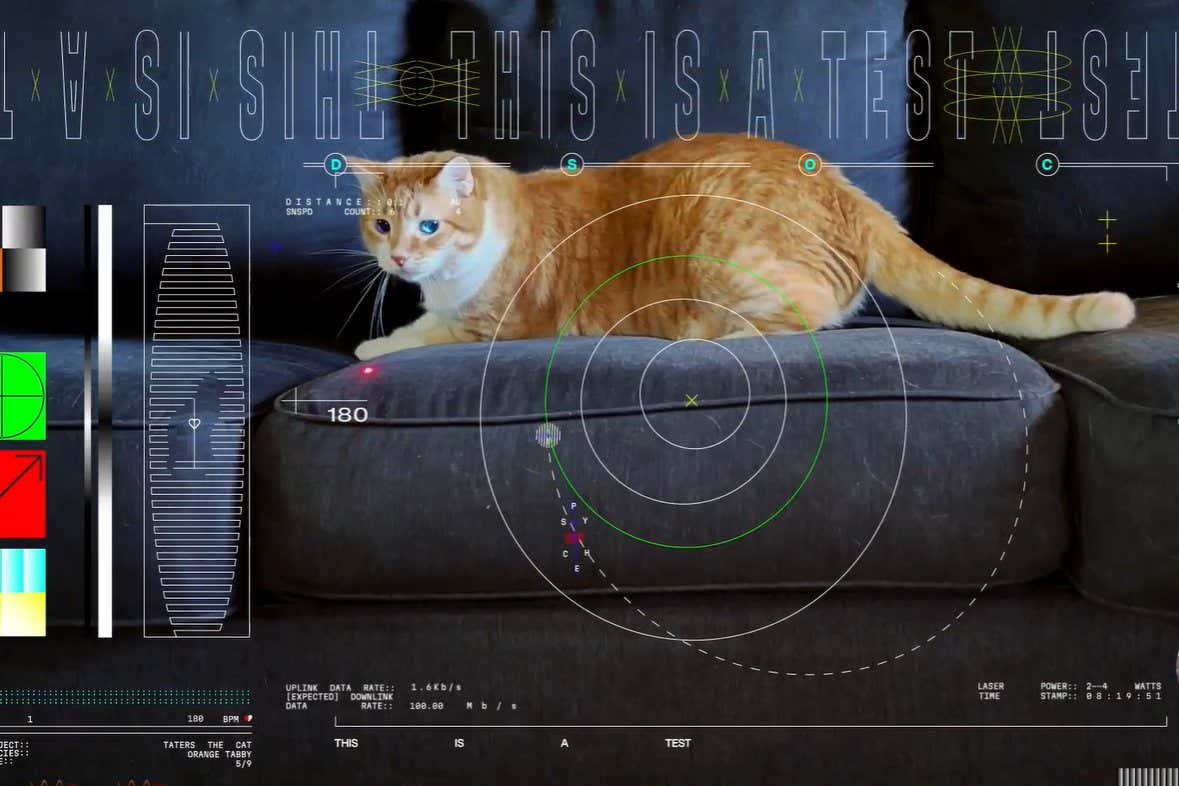 THIS IS A TEST
D S O C
DISTANCE::
SNSPD COUNT::
180
P
S Y
C H
E
UPLINK DATA RATE:: 1.6Kb/s
[EXPECTED] DOWNLINK
DATA RATE:: 100.00 Mb/s
LASER POWER:: 2––4 WATTS
TIME STAMP:: 08:19:51
1 180 BPM
TATERS THE CAT
ORANGE TABBY
5/9
THIS IS A TEST